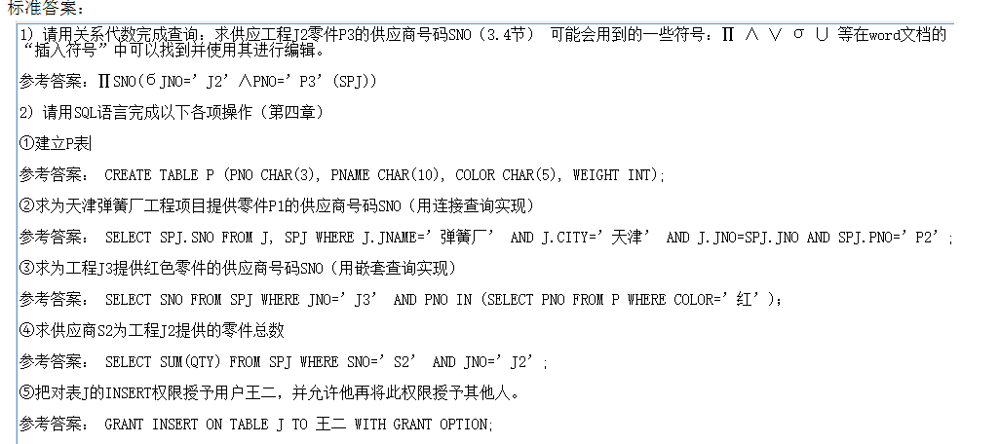 标准答案：
1) 请用关系代数完成查询：求供应工程J2零件P3的供应商号码SNO（3.4节） 可能会用到的一些符号：∏ ∧ ∨ σ ∪ 等在word文档的
“插入符号”中可以找到并使用其进行编辑。
参考答案：∏SNO(бJNO=’J2’∧PNO=’P3’(SPJ))
2) 请用SQL语言完成以下各项操作（第四章）
①建立P表
参考答案： CREATE TABLE P (PNO CHAR(3), PNAME CHAR(10), COLOR CHAR(5), WEIGHT INT);
②求为天津弹簧厂工程项目提供零件P1的供应商号码SNO（用连接查询实现）
参考答案： SELECT SPJ.SNO FROM J, SPJ WHERE J.JNAME=’弹簧厂’ AND J.CITY=’天津’ AND J.JNO=SPJ.JNO AND SPJ.PNO=’P2’;
③求为工程J3提供红色零件的供应商号码SNO（用嵌套查询实现）
参考答案： SELECT SNO FROM SPJ WHERE JNO=’J3’ AND PNO IN (SELECT PNO FROM P WHERE COLOR=’红’);
④求供应商S2为工程J2提供的零件总数
参考答案： SELECT SUM(QTY) FROM SPJ WHERE SNO=’S2’ AND JNO=’J2’;
⑤把对表J的INSERT权限授予用户王二，并允许他再将此权限授予其他人。
参考答案： GRANT INSERT ON TABLE J TO 王二 WITH GRANT OPTION;